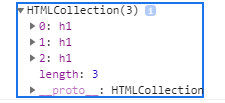 ▼HTMLCollection(3) i
▶ 0: h1
▶ 1: h1
▶ 2: h1
length: 3
▶ __proto__: HTMLCollection